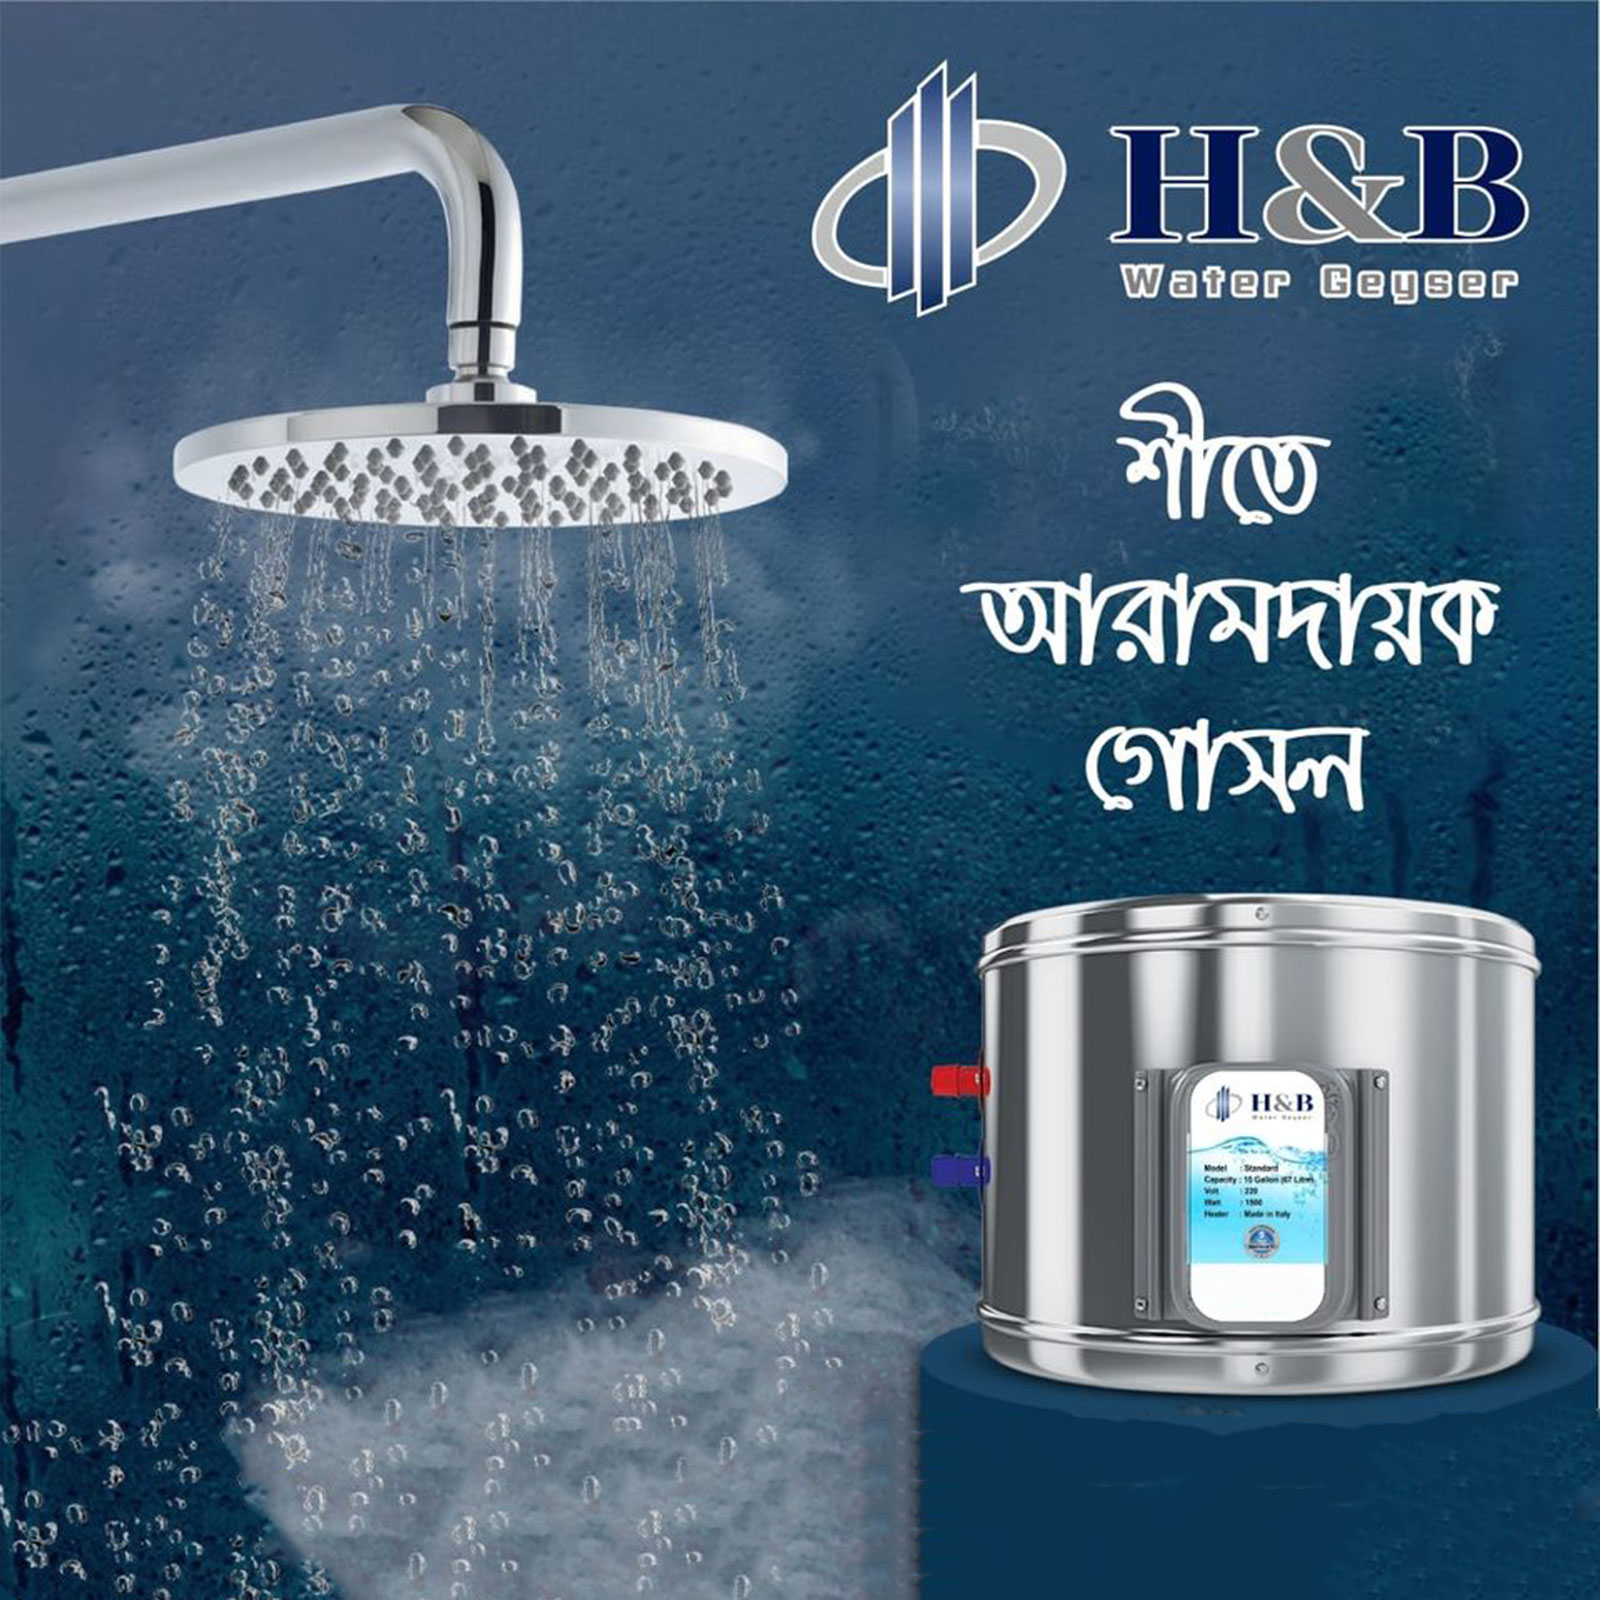 H&B
Water Geyser
শীতে
আরামদায়ক
গোসল
H&B
Water Geyser
Model : Standard
Capacity : 15 Gallon (67 Litre)
Volt : 220
Watt : 1500
Heater : Made in Italy